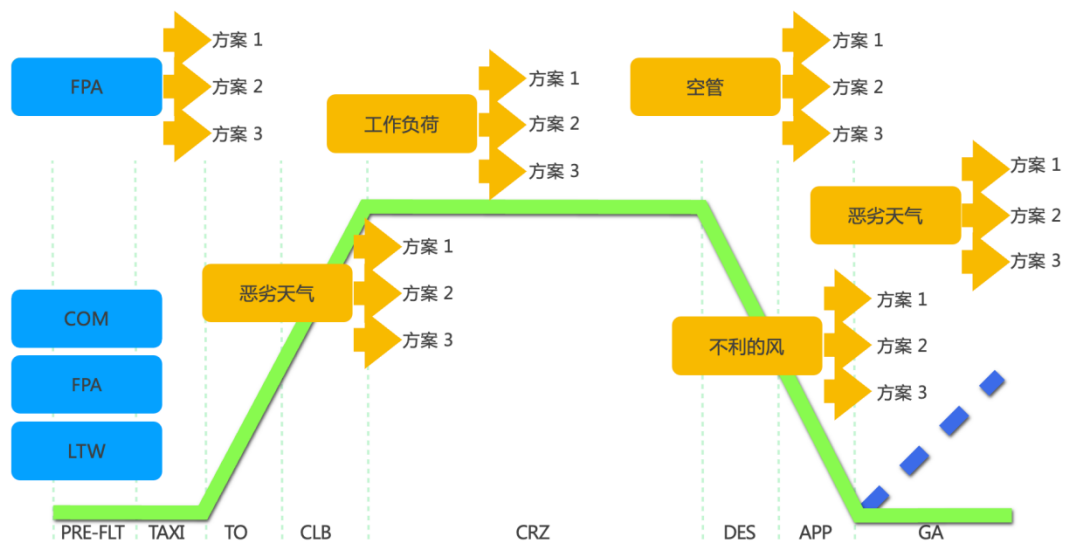 FPA
方案 1
方案 2
方案 3
工作负荷
方案 1
方案 2
方案 3
空管
方案 1
方案 2
方案 3
恶劣天气
方案 1
方案 2
方案 3
恶劣天气
方案 1
方案 2
方案 3
不利的风
方案 1
方案 2
方案 3
COM
FPA
LTW
PRE-FLT
TAXI
TO
CLB
CRZ
DES
APP
GA